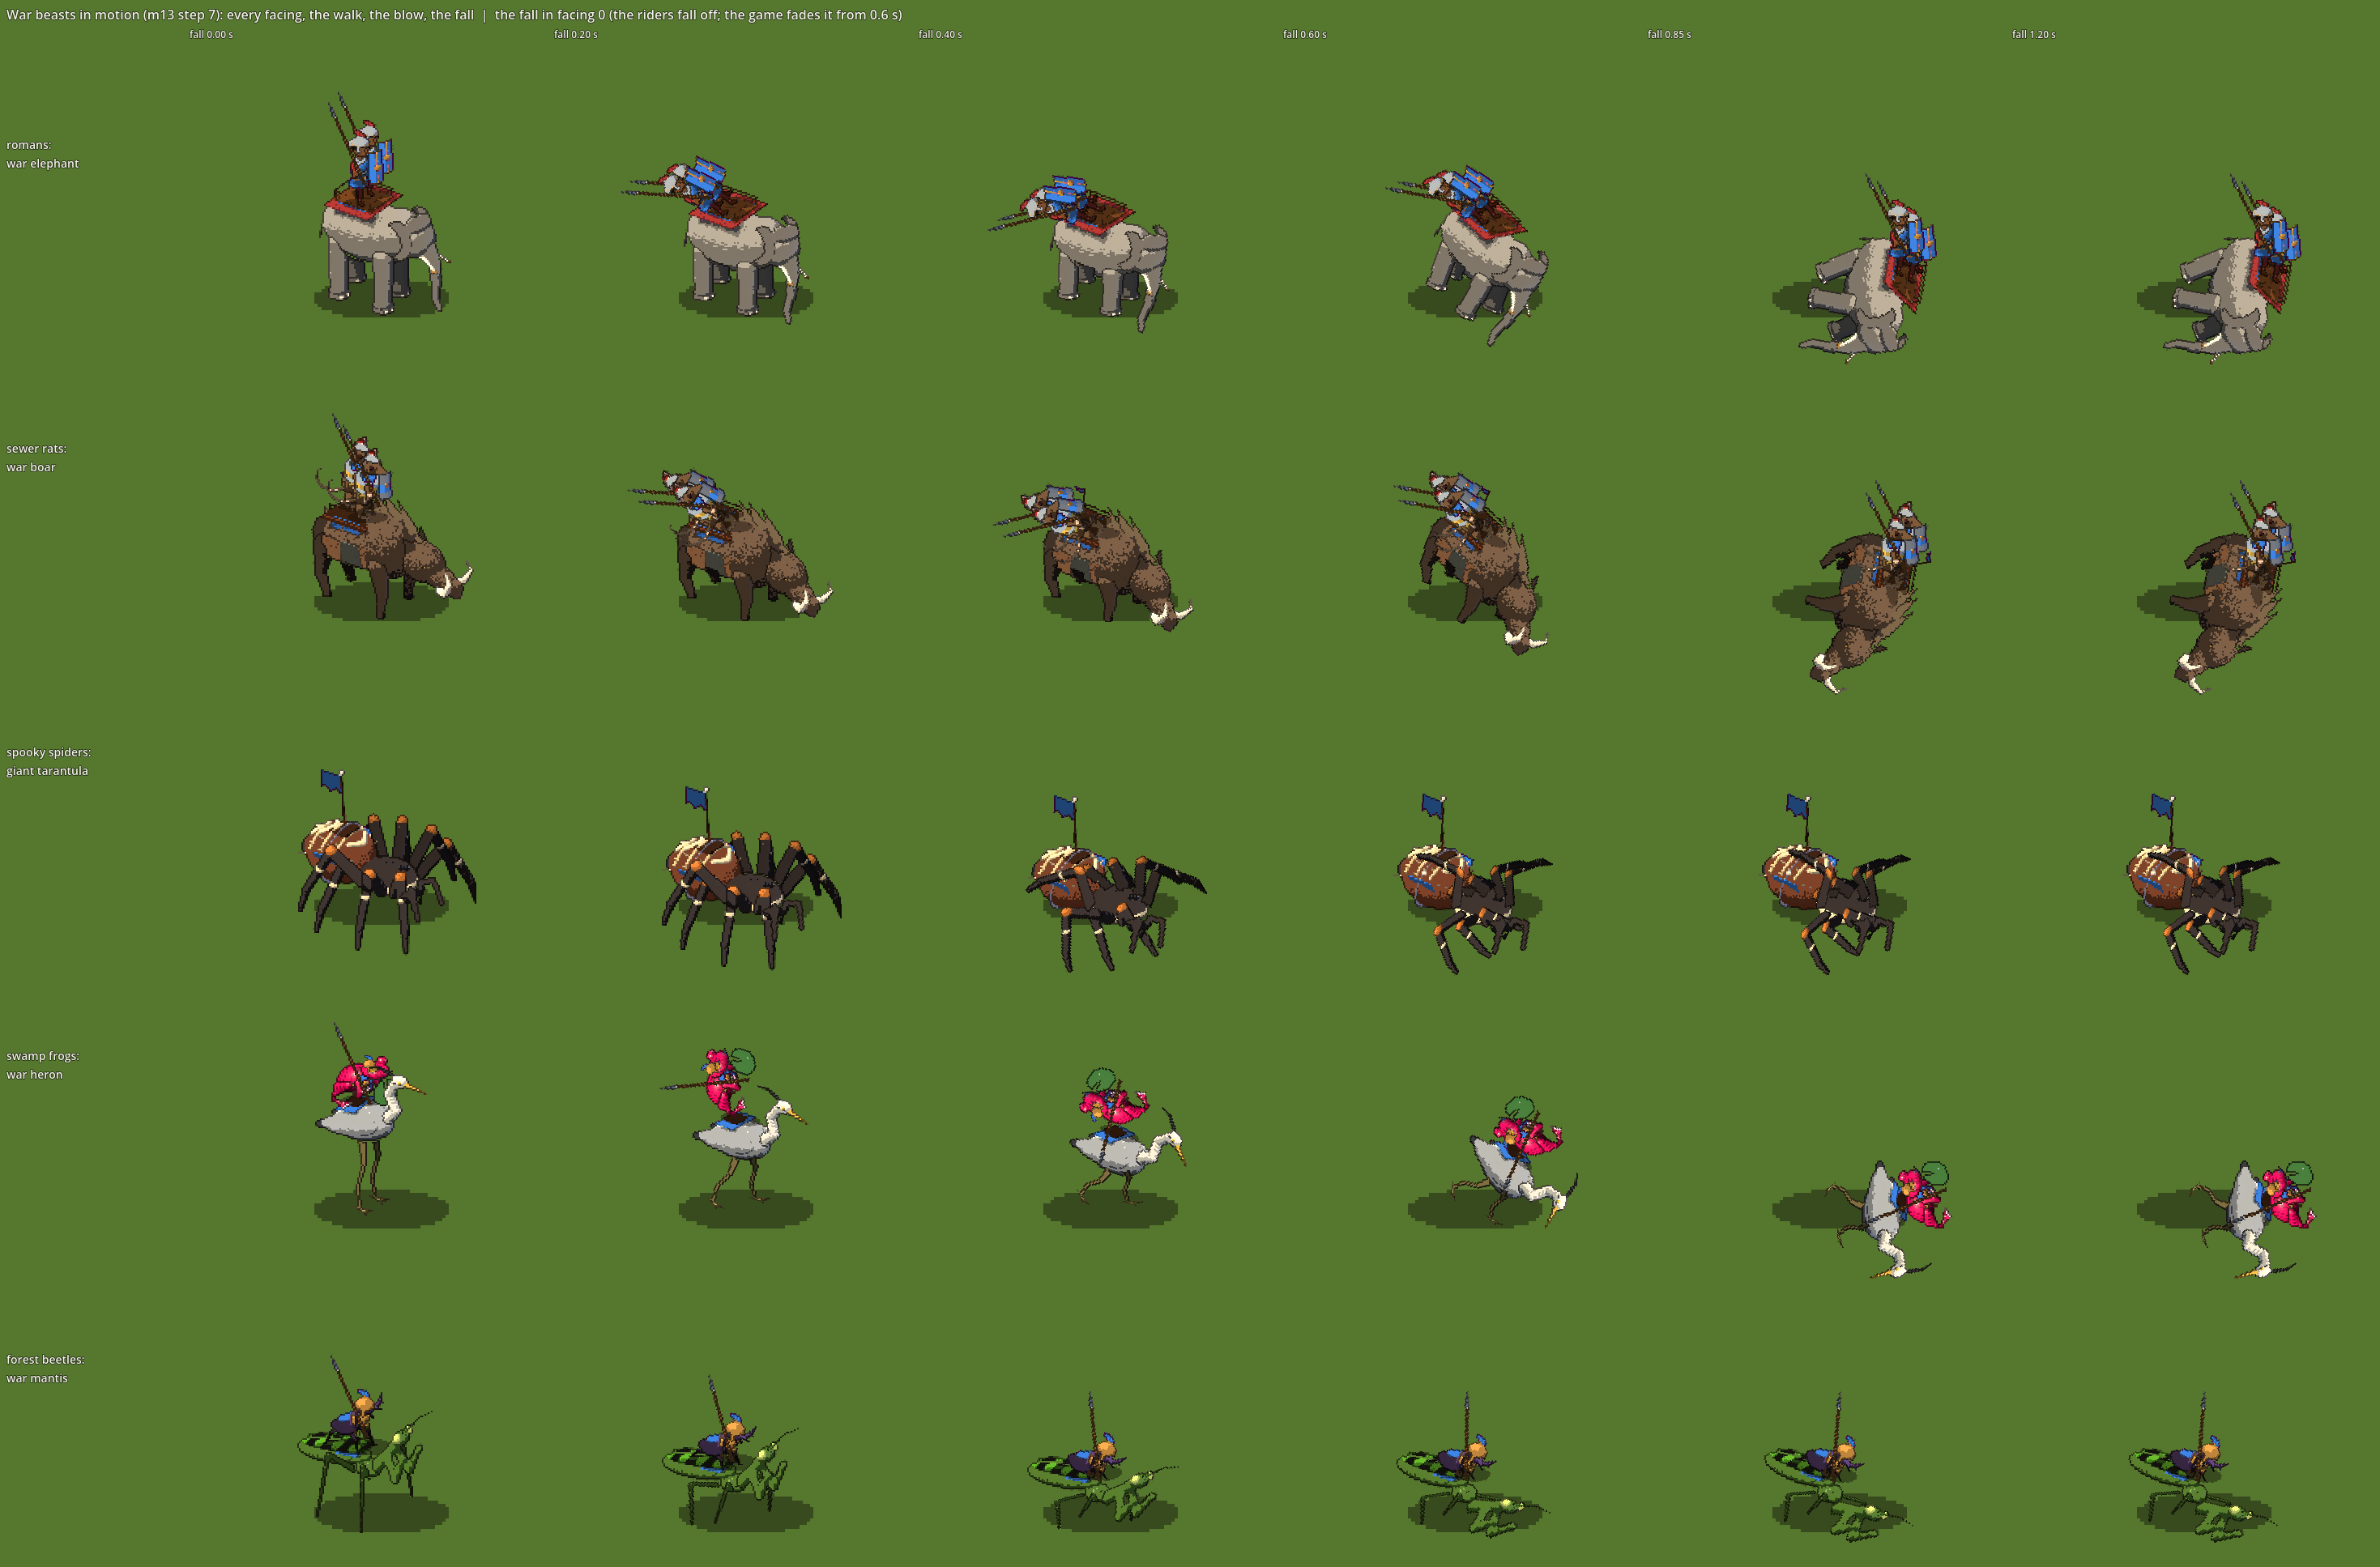 War beasts in motion (m13 step 7): every facing, the walk, the blow, the fall | the fall in facing 0 (the riders fall off; the game fades it from 0.6 s)
fall 0.00 s
fall 0.20 s
fall 0.40 s
fall 0.60 s
fall 0.85 s
fall 1.20 s
romans:
war elephant
sewer rats:
war boar
spooky spiders:
giant tarantula
swamp frogs:
war heron
forest beetles:
war mantis